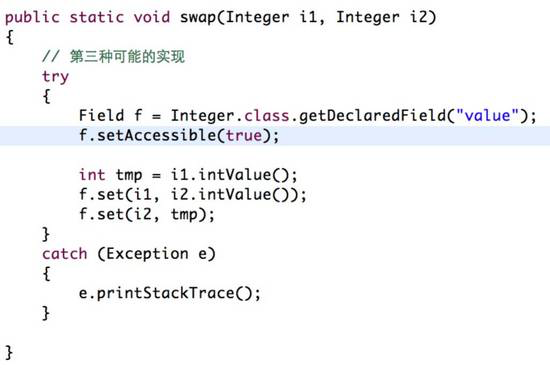 public static void swap(Integer i1, Integer i2)
{
    // 第三种可能的实现
    try
    {
        Field f = Integer.class.getDeclaredField("value");
        f.setAccessible(true);

        int tmp = i1.intValue();
        f.set(i1, i2.intValue());
        f.set(i2, tmp);
    }
    catch (Exception e)
    {
        e.printStackTrace();
    }

}